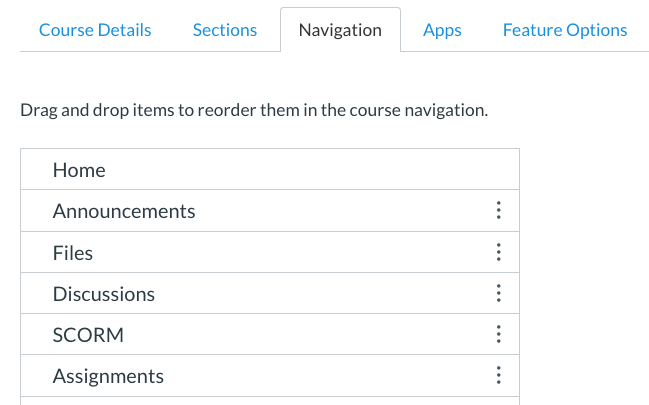 Course Details Sections Navigation Apps Feature Options
Drag and drop items to reorder them in the course navigation.
Home
Announcements
Files
Discussions
SCORM
Assignments